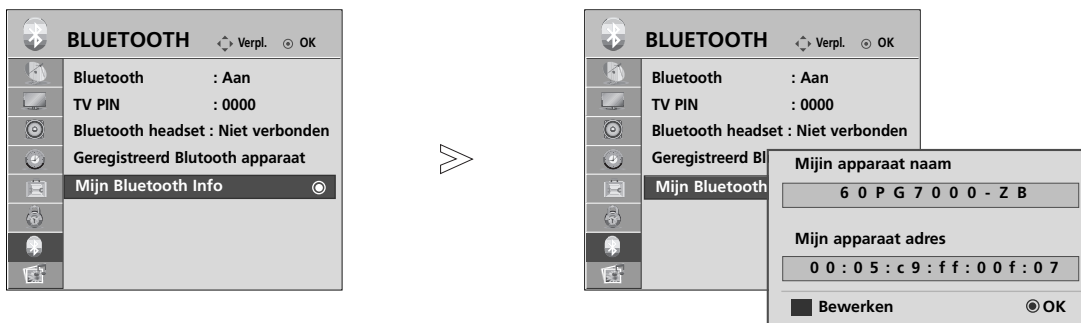 BLUETOOTH Verpl. OK
Bluetooth : Aan
TV PIN : 0000
Bluetooth headset : Niet verbonden
Geregistreerd Blutooth apparaat
Mijn Bluetooth Info
BLUETOOTH Verpl. OK
Bluetooth : Aan
TV PIN : 0000
Bluetooth headset : Niet verbonden
Geregistreerd Bl
Mijn Bluetooth
Mijin apparaat naam
60PG7000-ZB
Mijn apparaat adres
00:05:c9:ff:00f:07
Bewerken OK